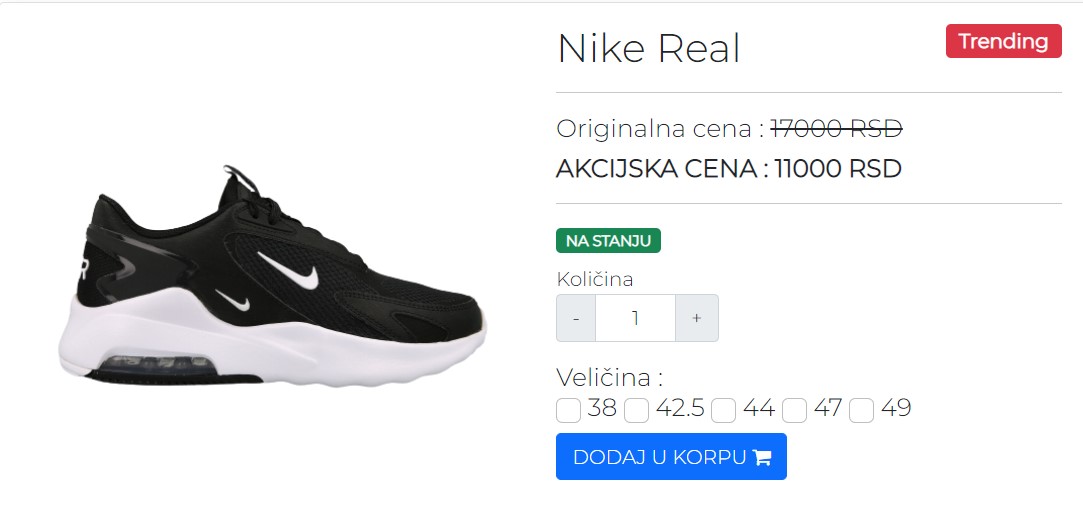 Nike Real
Trending
Originalna cena : 17000 RSD
AKCIJSKA CENA : 11000 RSD
NA STANJU
Količina
- 1 +
Veličina :
38 42.5 44 47 49
DODAJ U KORPU